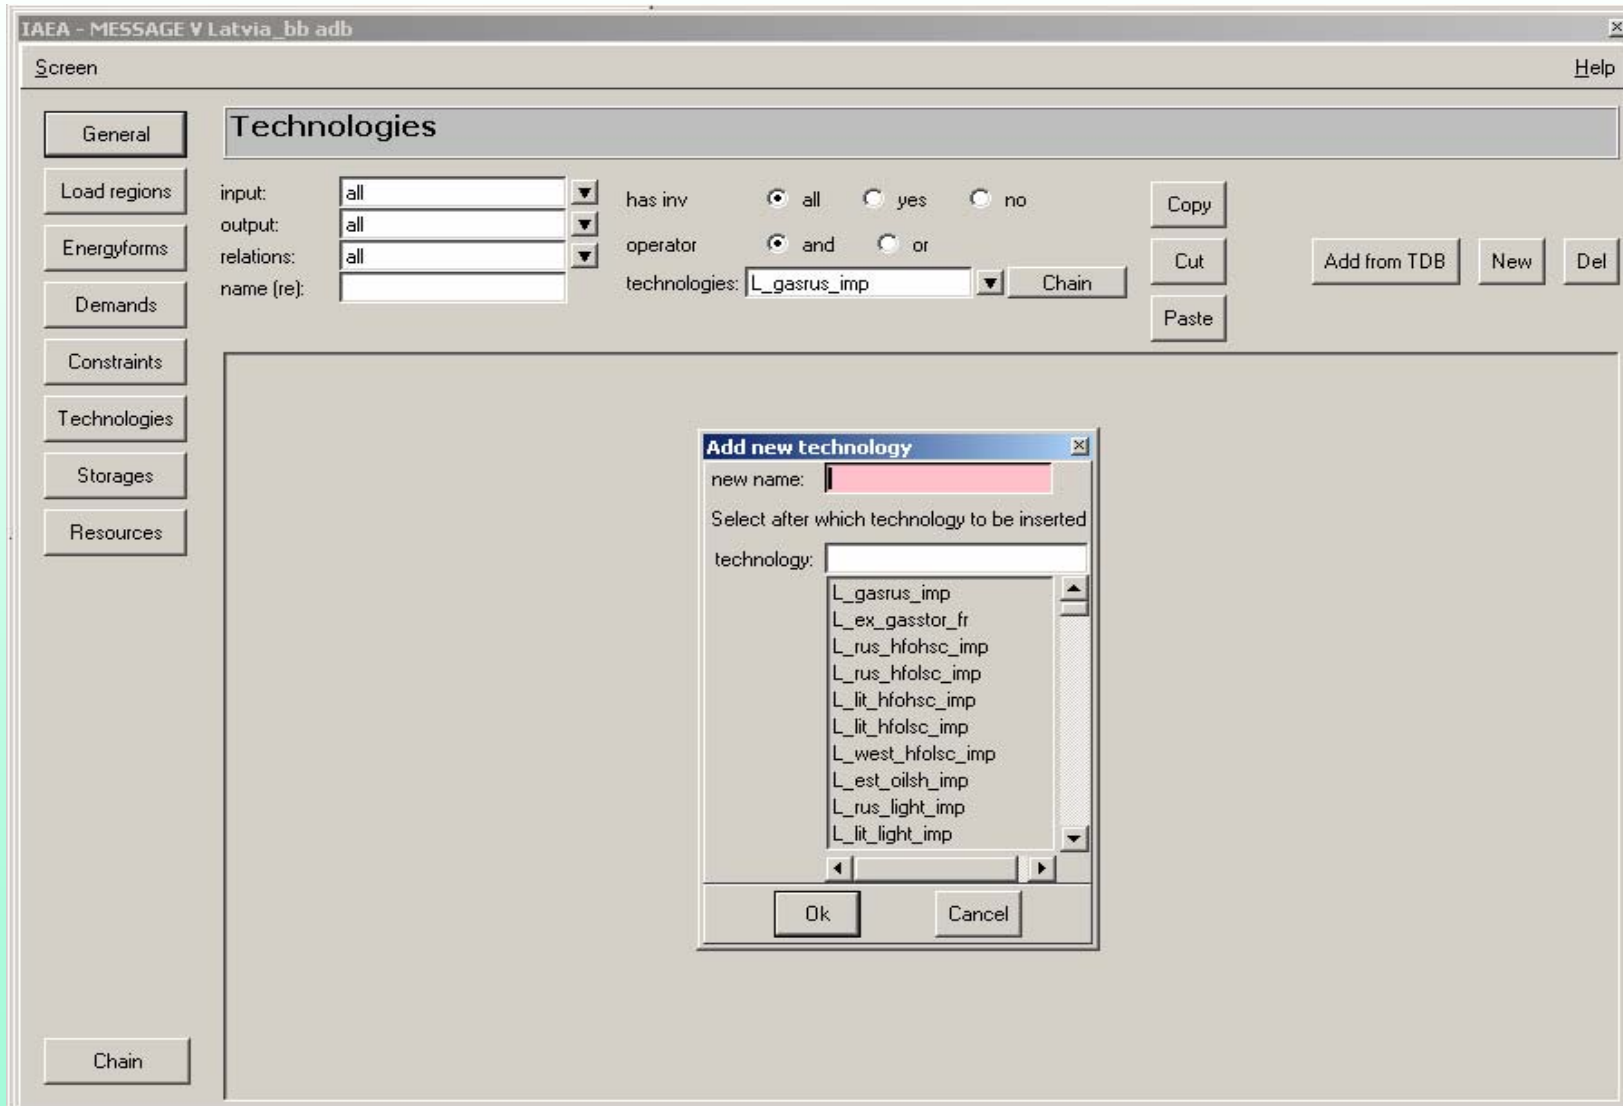 IAEA - MESSAGE V Latvia_bb adb
Screen Help
General
Load regions
Energyforms
Demands
Constraints
Technologies
Storages
Resources
Chain
Technologies
input: all
output: all
relations: all
name (re):
has inv all yes no
operator and or
technologies: L_gasrus_imp Chain
Copy
Cut
Paste
Add from TDB New Del
Add new technology
new name:
Select after which technology to be inserted
technology:
L_gasrus_imp
L_ex_gasstor_fr
L_rus_hfohsc_imp
L_rus_hfolsc_imp
L_lit_hfohsc_imp
L_lit_hfolsc_imp
L_west_hfolsc_imp
L_est_oilsh_imp
L_rus_light_imp
L_lit_light_imp
Ok Cancel